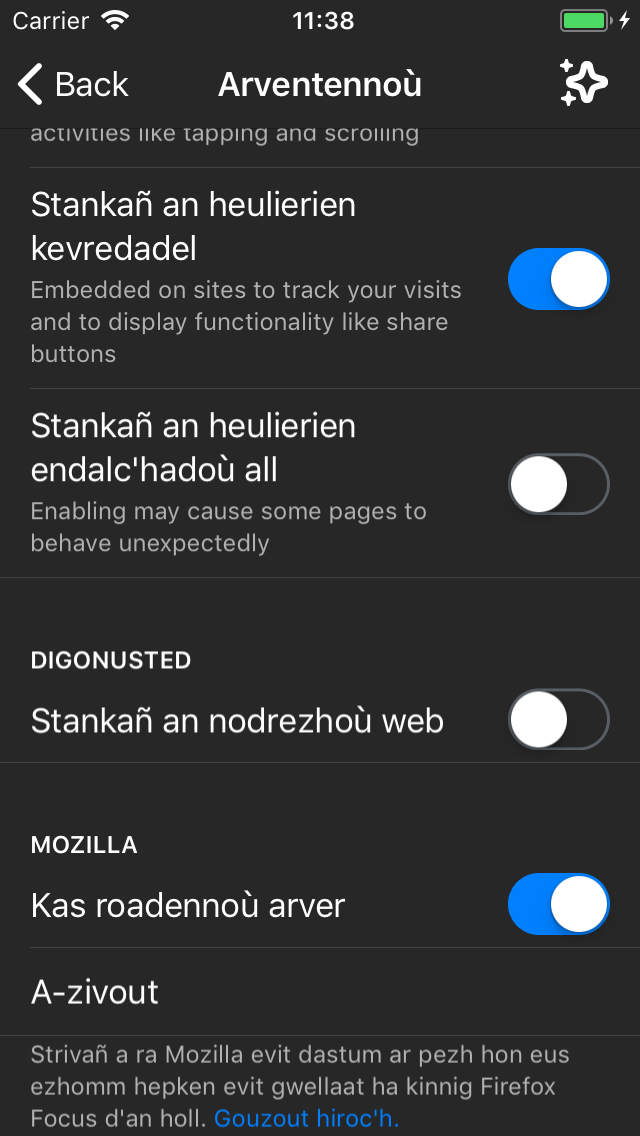 Carrier 11:38
Back Arventennoù
activities like tapping and scrolling
Stankañ an heulierien
kevredadel
Embedded on sites to track your visits
and to display functionality like share
buttons
Stankañ an heulierien
endalc'hadoù all
Enabling may cause some pages to
behave unexpectedly
DIGONUSTED
Stankañ an nodrezhoù web
MOZILLA
Kas roadennoù arver
A-zivout
Strivañ a ra Mozilla evit dastum ar pezh hon eus
ezhomm hepken evit gwellaat ha kinnig Firefox
Focus d'an holl. Gouzout hiroc'h.